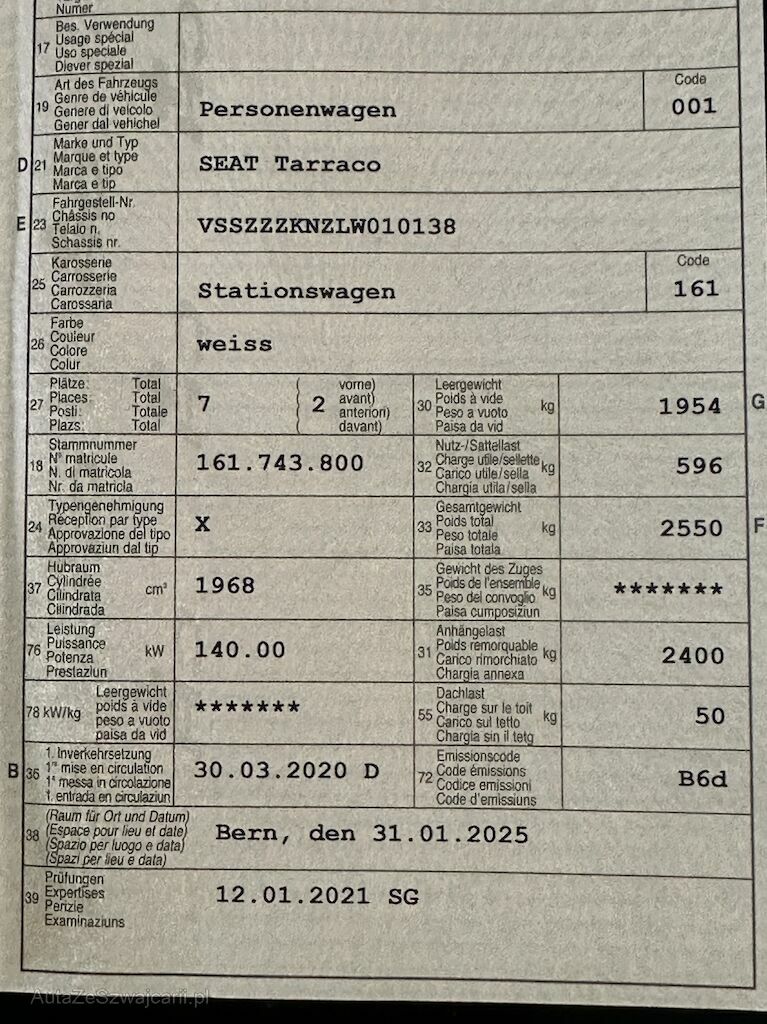 Numer
17 Bes. Verwendung
Usage spécial
Uso speciale
Diever spezial
19 Art des Fahrzeugs
Genre de véhicule
Genere di veicolo
Gener dal vehichel
Personenwagen
Code
001
D 21 Marke und Typ
Marque et type
Marca e tipo
Marca e tip
SEAT Tarraco
E 23 Fahrgestell-Nr.
Châssis no
Telaio n.
Schassis nr.
VSSZZZKNZLW010138
25 Karosserie
Carrosserie
Carrozzeria
Carossaria
Stationswagen
Code
161
26 Farbe
Couleur
Colore
Colur
weiss
27 Plätze: Total
Places: Total
Posti: Totale
Plazs: Total
7
( 2 vorne)
avant)
anteriori)
davant)
30 Leergewicht
Poids à vide
Peso a vuoto
Paisa da vid
kg
1954 G
18 Stammnummer
N° matricule
N. di matricola
Nr. da matricla
161.743.800
32 Nutz-/Sattellast
Charge utile/sellette
Carico utile/sella
Chargia utila/sella
kg
596
24 Typengenehmigung
Réception par type
Approvazione del tipo
Approvaziun dal tip
X
33 Gesamtgewicht
Poids total
Peso totale
Paisa totala
kg
2550 F
37 Hubraum
Cylindrée
Cilindrata
Cilindrada
cm³
1968
35 Gewicht des Zuges
Poids de l'ensemble
Peso del convoglio
Paisa cumposiziun
kg
*******
76 Leistung
Puissance
Potenza
Prestaziun
kW
140.00
31 Anhängelast
Poids remorquable
Carico rimorchiato
Chargia annexa
kg
2400
78 kW/kg
Leergewicht
poids à vide
peso a vuoto
paisa da vid
*******
55 Dachlast
Charge sur le toit
Carico sul tetto
Chargia sin il tetg
kg
50
B 36 1. Inverkehrsetzung
1re mise en circulation
1a messa in circolazione
1. entrada en circulaziun
30.03.2020 D
72 Emissionscode
Code émissions
Codice emissioni
Code d'emissiuns
B6d
38 (Raum für Ort und Datum)
(Espace pour lieu et date)
(Spazio per luogo e data)
(Spazi per lieu e data)
Bern, den 31.01.2025
39 Prüfungen
Expertises
Perizie
Examinaziuns
12.01.2021 SG
AutaZeSzwajcarii.pl